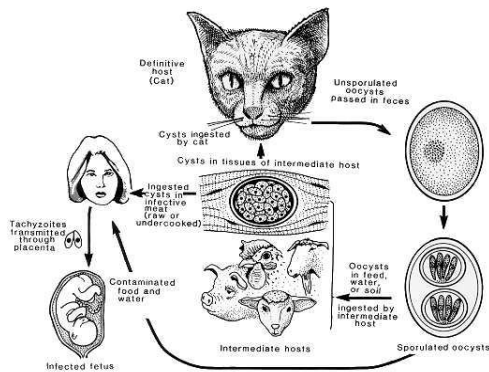 Definitive
host
(Cat)
Unsporulated
oocysts
passed in feces
Cysts ingested
by cat
Cysts in tissues of intermediate host
Ingested
cysts in
infective
meat
(raw or
undercooked)
Tachyzoites
transmitted
through
placenta
Contaminated
food and
water
Oocysts
in feed,
water,
or soil
ingested by
intermediate
host
Infected fetus
Intermediate hosts
Sporulated oocysts